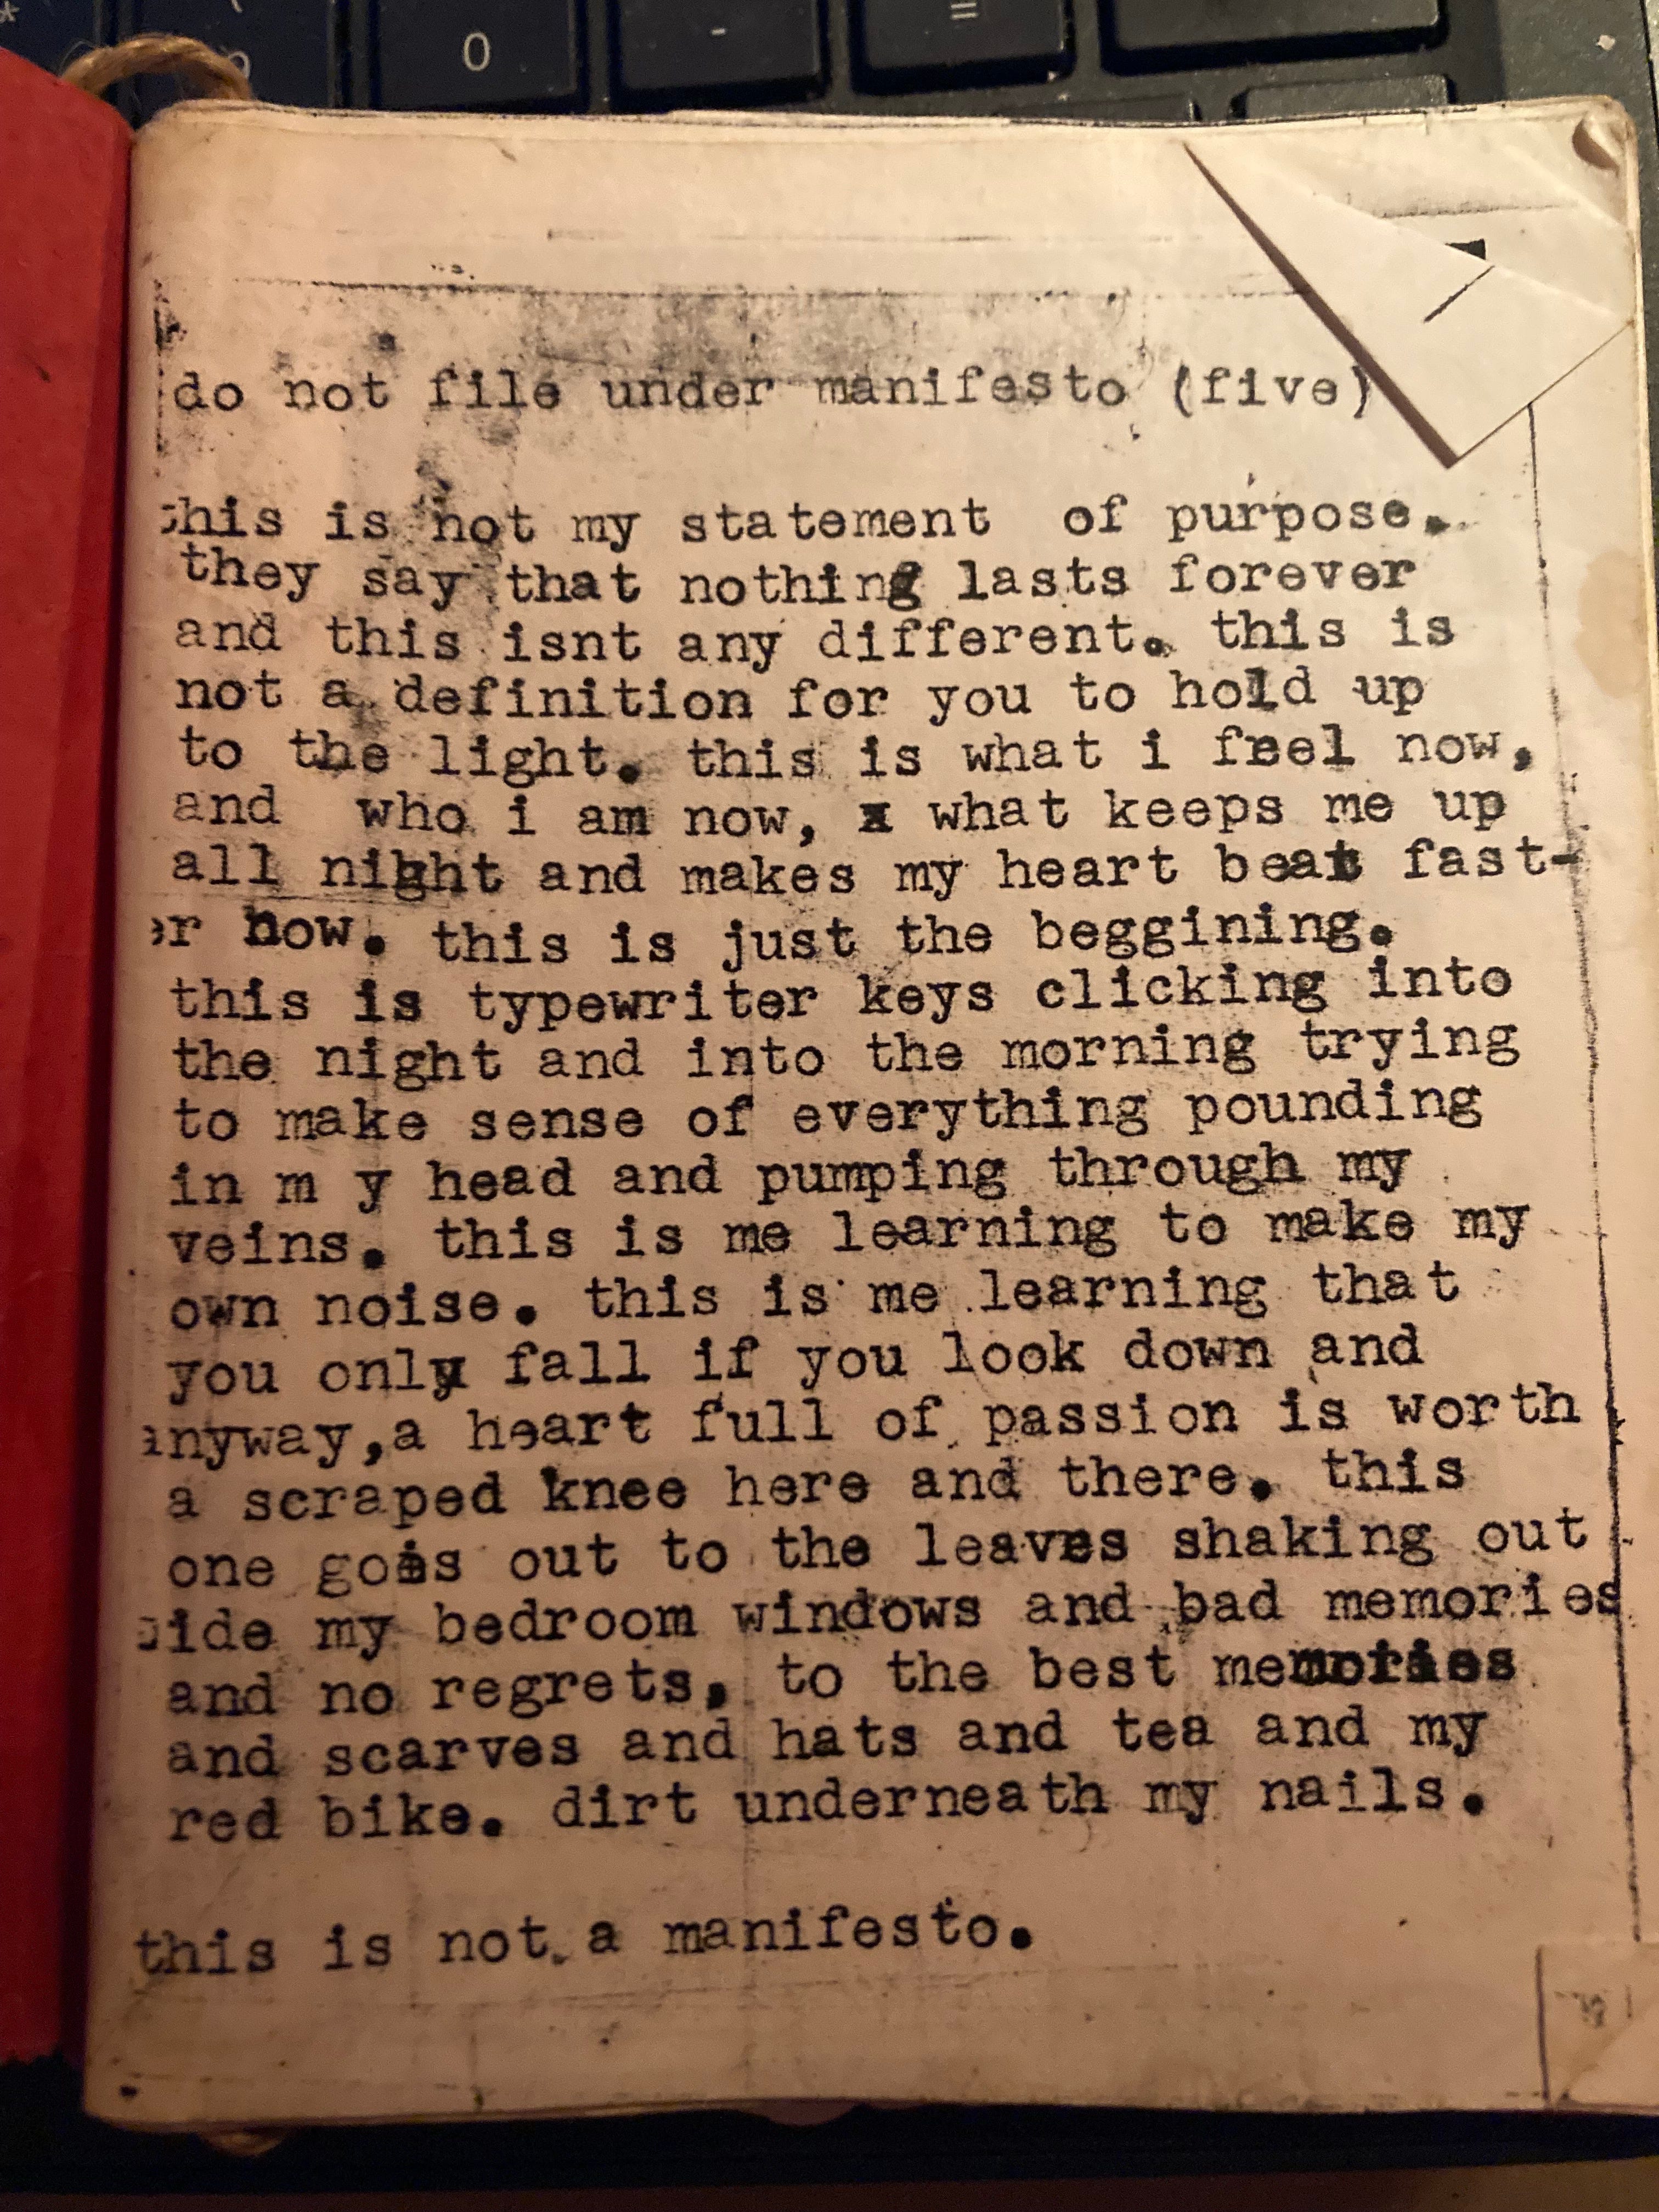 0 - =
do not file under manifesto (five)
this is not my statement of purpose.
they say that nothing lasts forever
and this isnt any different. this is
not a definition for you to hold up
to the light. this is what i feel now,
and who i am now, x what keeps me up
all night and makes my heart beat fast-
er now. this is just the beggining.
this is typewriter keys clicking into
the night and into the morning trying
to make sense of everything pounding
in m y head and pumping through my
veins. this is me learning to make my
own noise. this is me learning that
you only fall if you look down and
anyway,a heart full of passion is worth
a scraped knee here and there. this
one goes out to the leaves shaking out
side my bedroom windows and bad memories
and no regrets, to the best memories
and scarves and hats and tea and my
red bike. dirt underneath my nails.
this is not a manifesto.